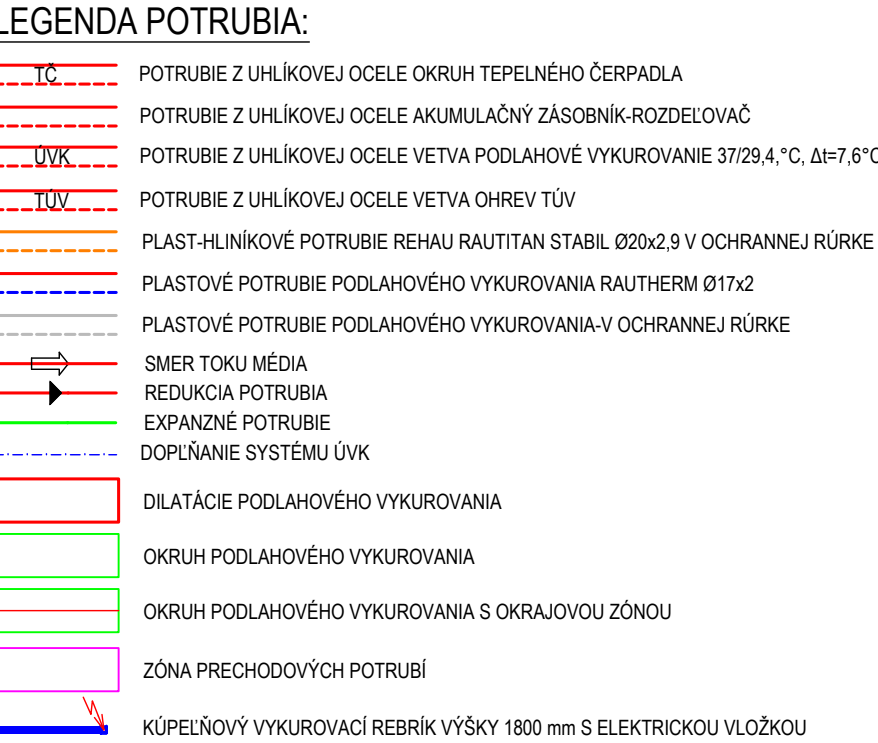 LEGENDA POTRUBIA:
TČ POTRUBIE Z UHLÍKOVEJ OCELE OKRUH TEPELNÉHO ČERPADLA
POTRUBIE Z UHLÍKOVEJ OCELE AKUMULAČNÝ ZÁSOBNÍK-ROZDEĽOVAČ
ÚVK POTRUBIE Z UHLÍKOVEJ OCELE VETVA PODLAHOVÉ VYKUROVANIE 37/29,4,°C, Δt=7,6°C
TÚV POTRUBIE Z UHLÍKOVEJ OCELE VETVA OHREV TÚV
PLAST-HLINÍKOVÉ POTRUBIE REHAU RAUTITAN STABIL Ø20x2,9 V OCHRANNEJ RÚRKE
PLASTOVÉ POTRUBIE PODLAHOVÉHO VYKUROVANIA RAUTHERM Ø17x2
PLASTOVÉ POTRUBIE PODLAHOVÉHO VYKUROVANIA-V OCHRANNEJ RÚRKE
SMER TOKU MÉDIA
REDUKCIA POTRUBIA
EXPANZNÉ POTRUBIE
DOPĽŇANIE SYSTÉMU ÚVK
DILATÁCIE PODLAHOVÉHO VYKUROVANIA
OKRUH PODLAHOVÉHO VYKUROVANIA
OKRUH PODLAHOVÉHO VYKUROVANIA S OKRAJOVOU ZÓNOU
ZÓNA PRECHODOVÝCH POTRUBÍ
KÚPEĽŇOVÝ VYKUROVACÍ REBRÍK VÝŠKY 1800 mm S ELEKTRICKOU VLOŽKOU